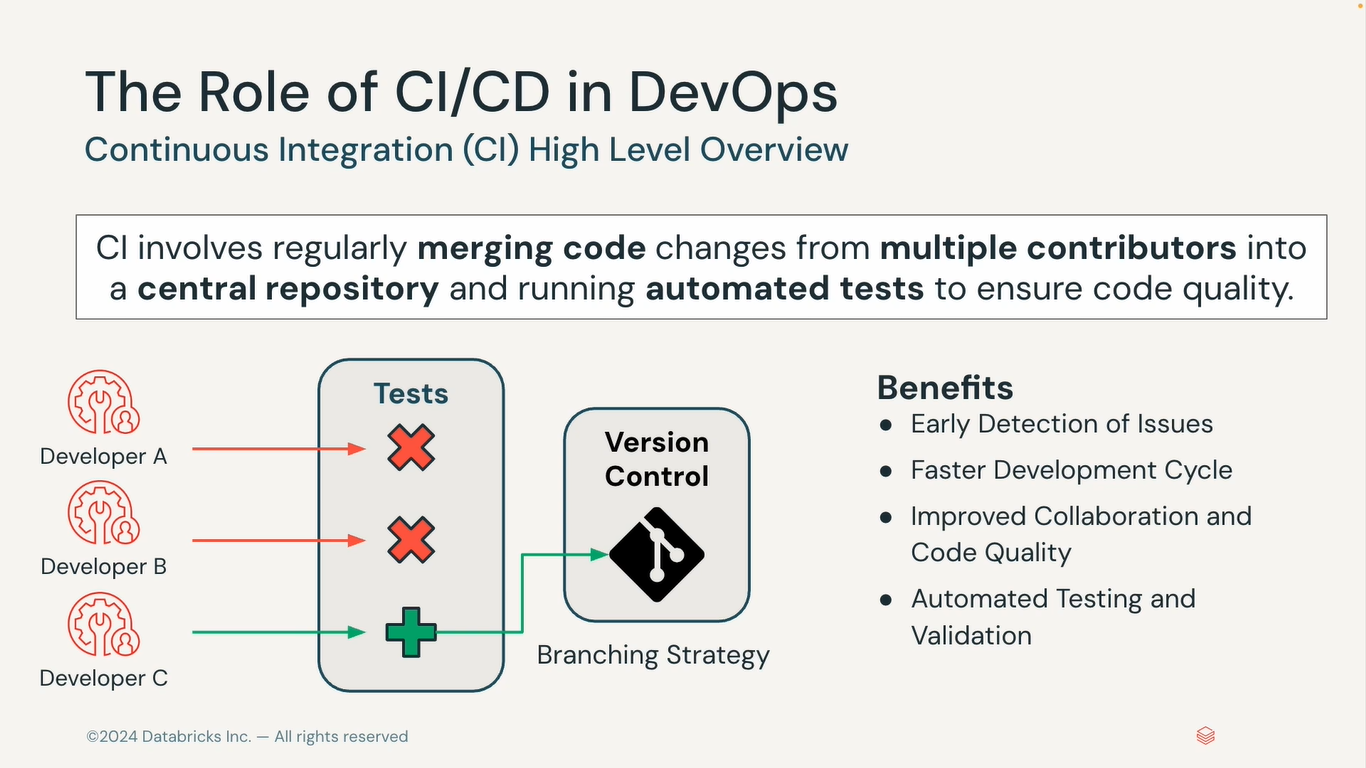 The Role of CI/CD in DevOps
Continuous Integration (CI) High Level Overview
CI involves regularly merging code changes from multiple contributors into
a central repository and running automated tests to ensure code quality.
Developer A
Developer B
Developer C
Tests
Version
Control
Branching Strategy
Benefits
● Early Detection of Issues
● Faster Development Cycle
● Improved Collaboration and
Code Quality
● Automated Testing and
Validation
©2024 Databricks Inc. — All rights reserved